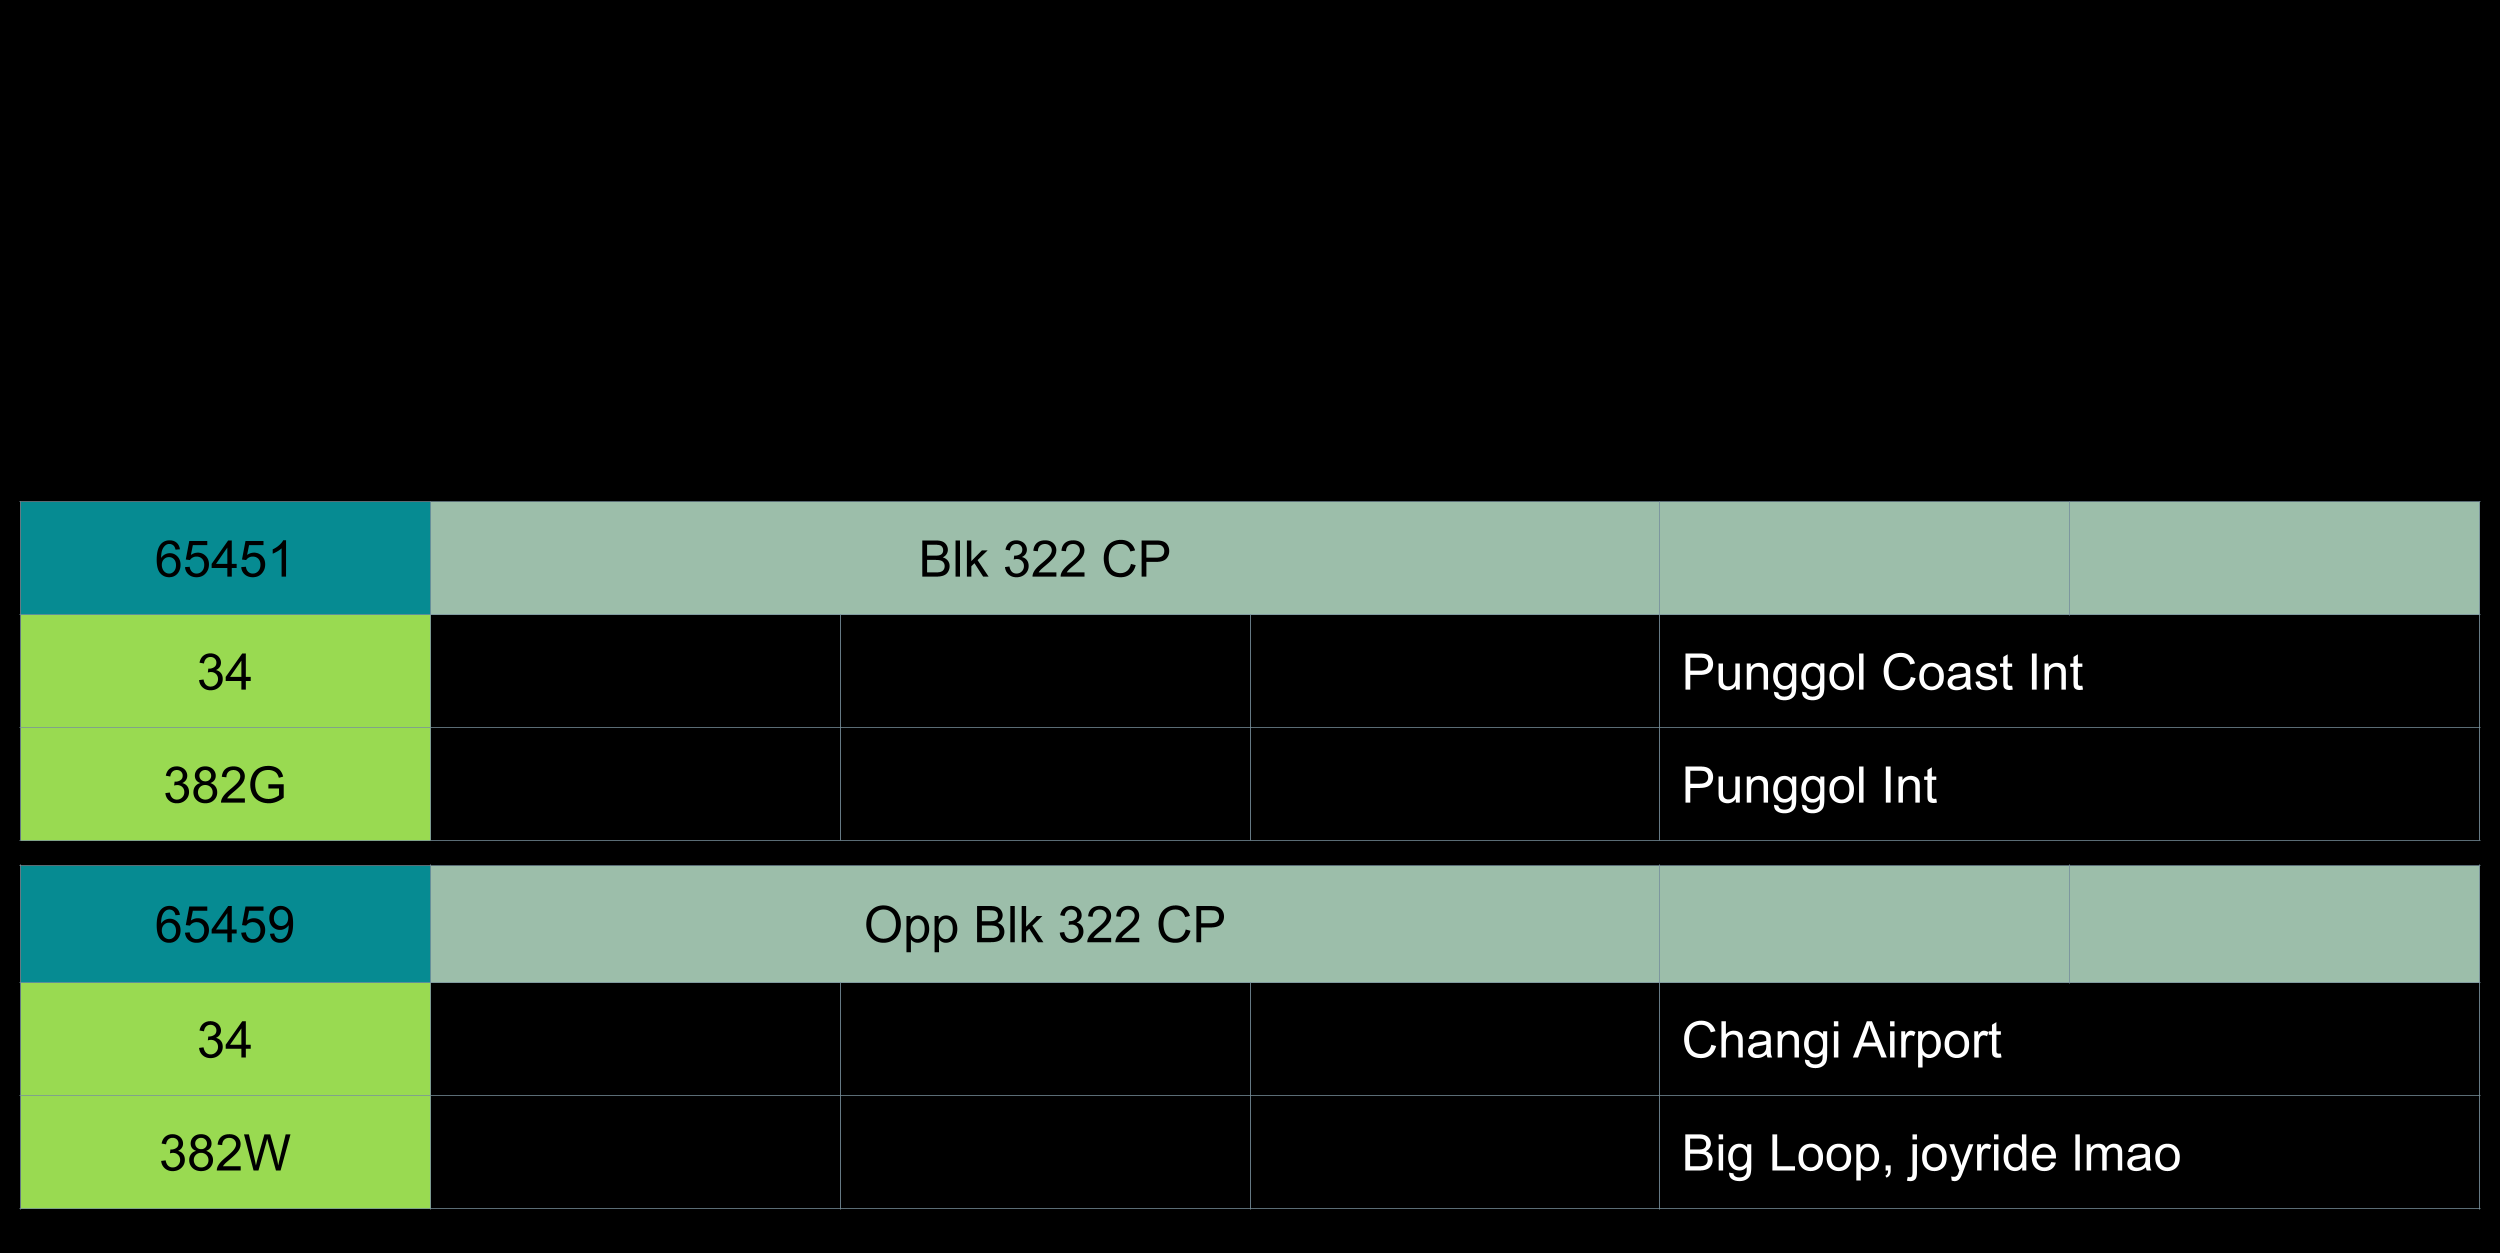 65451 Blk 322 CP
34 Punggol Coast Int
382G Punggol Int
65459 Opp Blk 322 CP
34 Changi Airport
382W Big Loop, joyride lmao